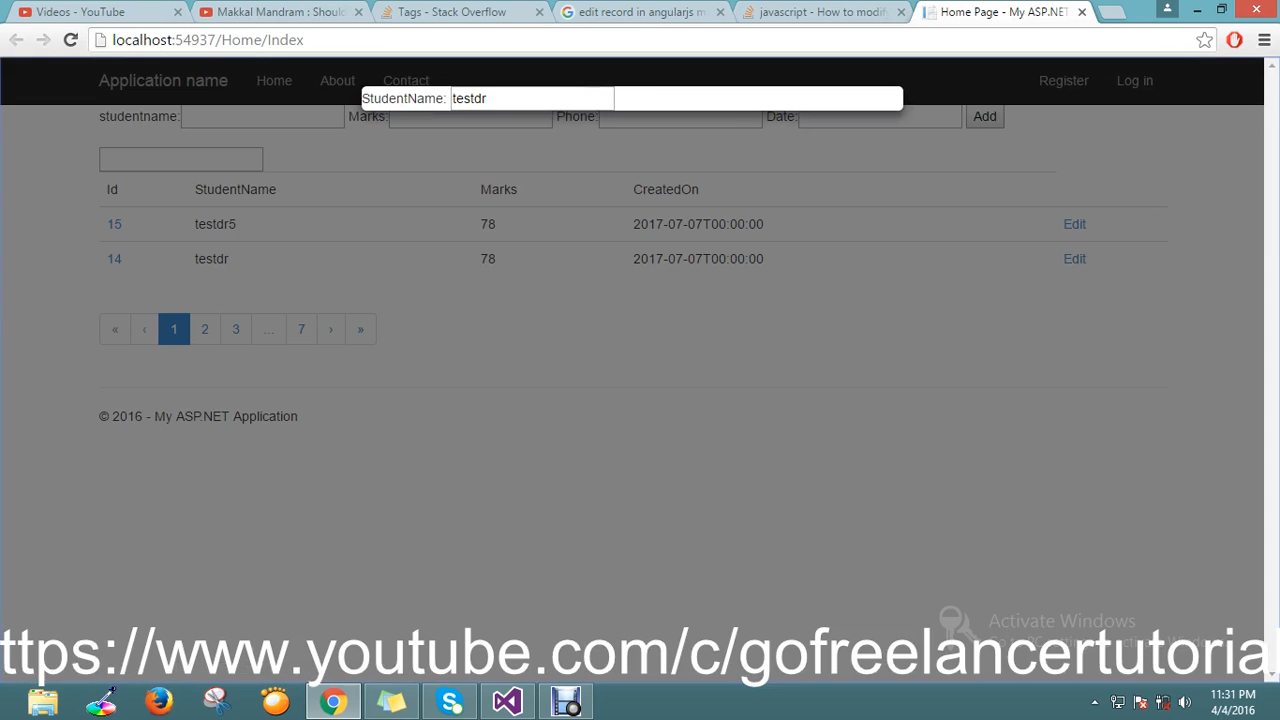 Videos - YouTube
Makkal Mandram : Shoul
Tags - Stack Overflow
edit record in angularjs m
javascript - How to modif
Home Page - My ASP.NET
localhost:54937/Home/Index
Application name Home About Contact Register Log in
StudentName: testdr
studentname: Marks: Phone: Date: Add
Id StudentName Marks CreatedOn
15 testdr5 78 2017-07-07T00:00:00 Edit
14 testdr 78 2017-07-07T00:00:00 Edit
« ‹ 1 2 3 ... 7 › »
© 2016 - My ASP.NET Application
Activate Windows
ttps://www.youtube.com/c/gofreelancertutoria
11:31 PM
4/4/2016